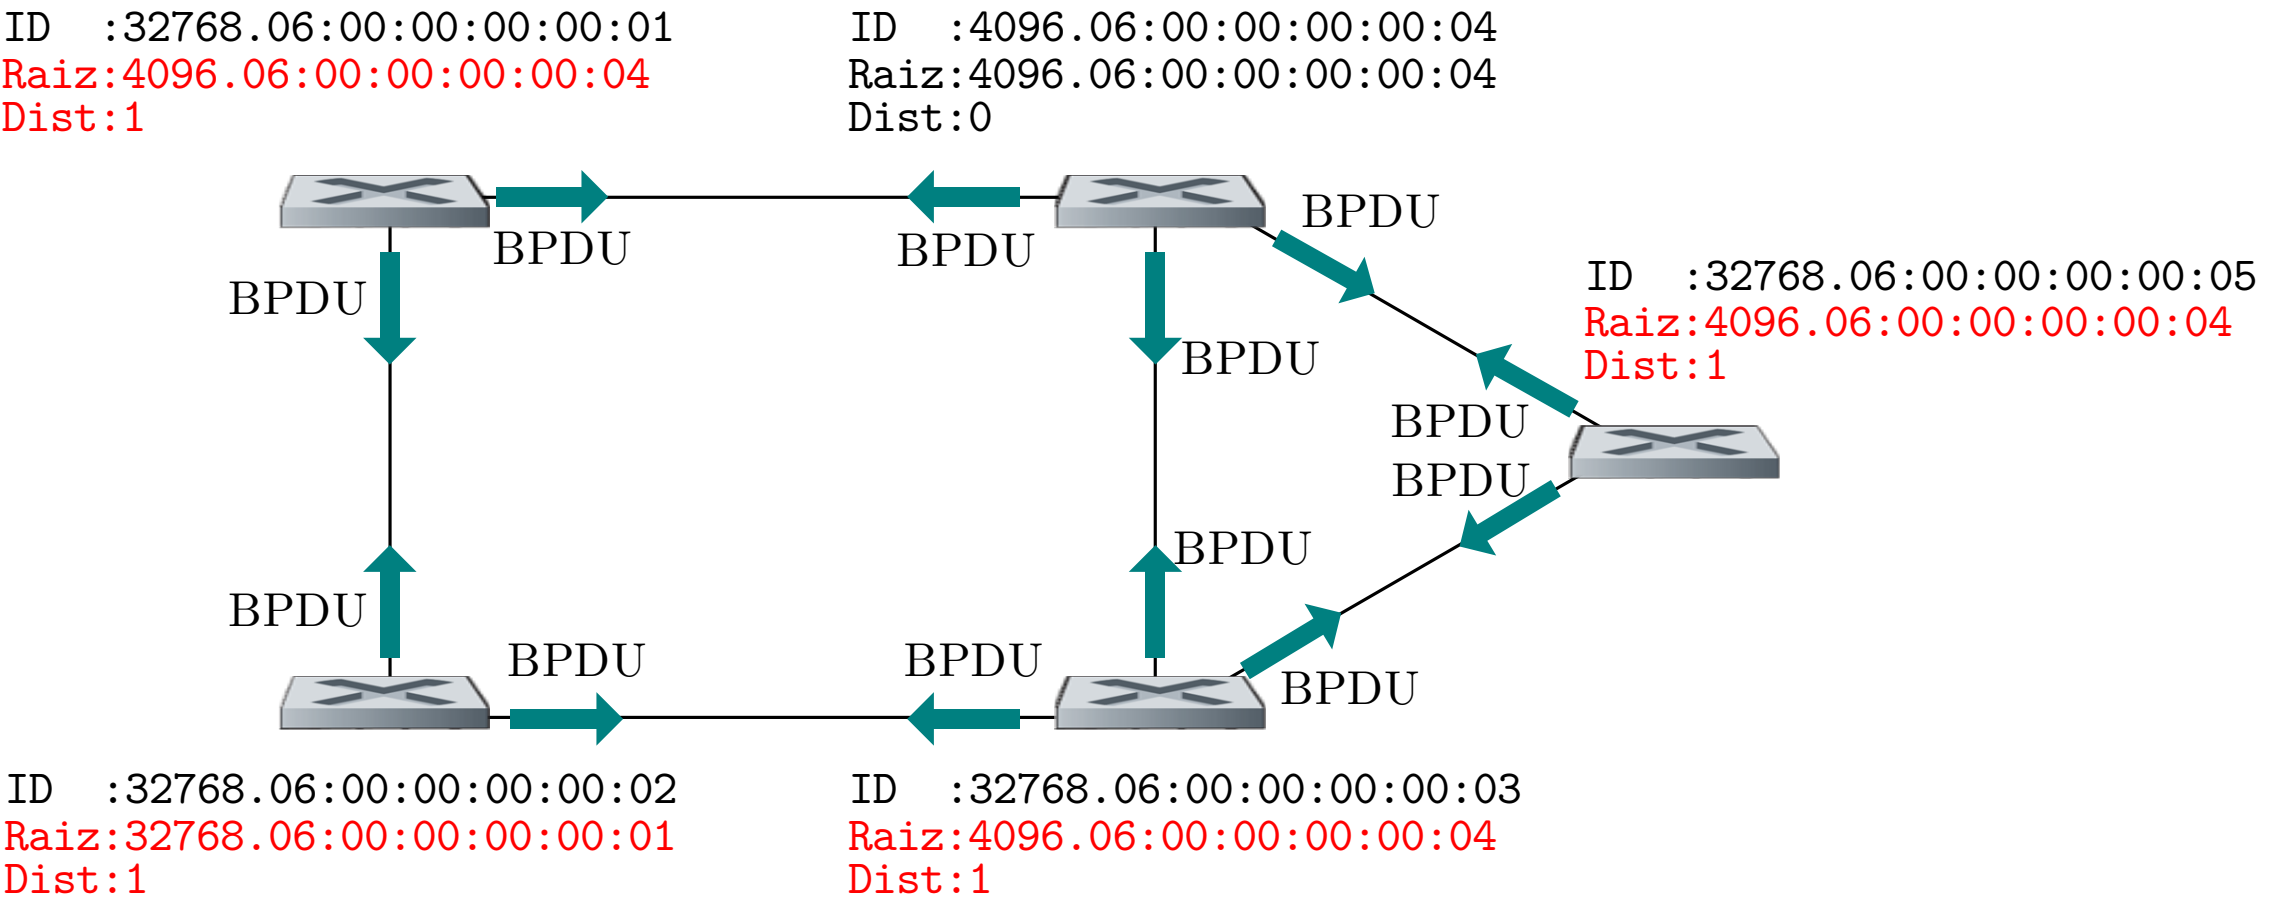 ID  :32768.06:00:00:00:00:01
Raiz:4096.06:00:00:00:00:04
Dist:1
ID  :4096.06:00:00:00:00:04
Raiz:4096.06:00:00:00:00:04
Dist:0
BPDU
BPDU
BPDU
BPDU
BPDU
ID  :32768.06:00:00:00:00:05
Raiz:4096.06:00:00:00:00:04
Dist:1
BPDU
BPDU
BPDU
BPDU
BPDU
BPDU
BPDU
ID  :32768.06:00:00:00:00:02
Raiz:32768.06:00:00:00:00:01
Dist:1
ID  :32768.06:00:00:00:00:03
Raiz:4096.06:00:00:00:00:04
Dist:1